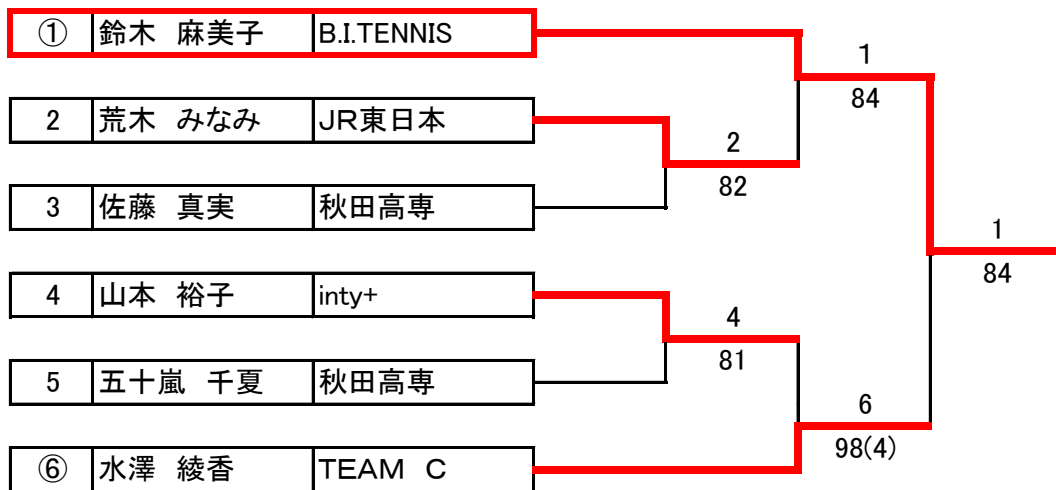 ① 鈴木 麻美子 B.I.TENNIS
1
84
2 荒木 みなみ JR東日本
2
82
3 佐藤 真実 秋田高専
1
84
4 山本 裕子 inty+
4
81
5 五十嵐 千夏 秋田高専
6
98(4)
⑥ 水澤 綾香 TEAM C